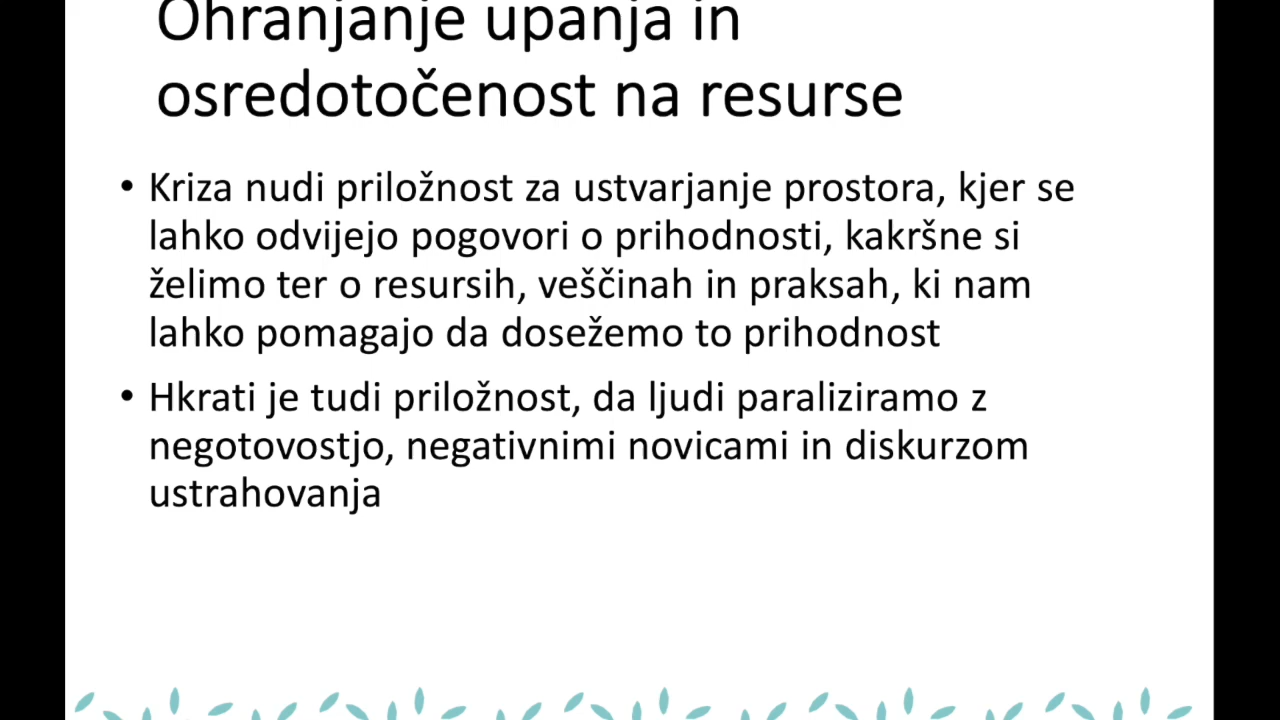 Ohranjanje upanja in
osredotočenost na resurse
• Kriza nudi priložnost za ustvarjanje prostora, kjer se
lahko odvijejo pogovori o prihodnosti, kakršne si
želimo ter o resursih, veščinah in praksah, ki nam
lahko pomagajo da dosežemo to prihodnost
• Hkrati je tudi priložnost, da ljudi paraliziramo z
negotovostjo, negativnimi novicami in diskurzom
ustrahovanja